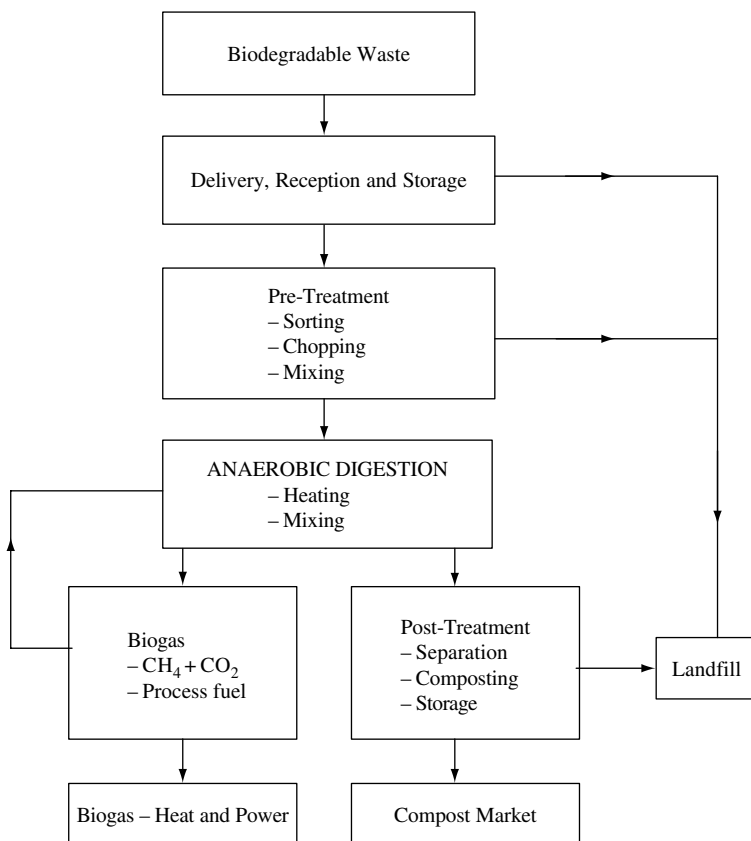 Biodegradable Waste
Delivery, Reception and Storage
Pre-Treatment
– Sorting
– Chopping
– Mixing
ANAEROBIC DIGESTION
– Heating
– Mixing
Biogas
– CH4 + CO2
– Process fuel
Post-Treatment
– Separation
– Composting
– Storage
Landfill
Biogas – Heat and Power
Compost Market